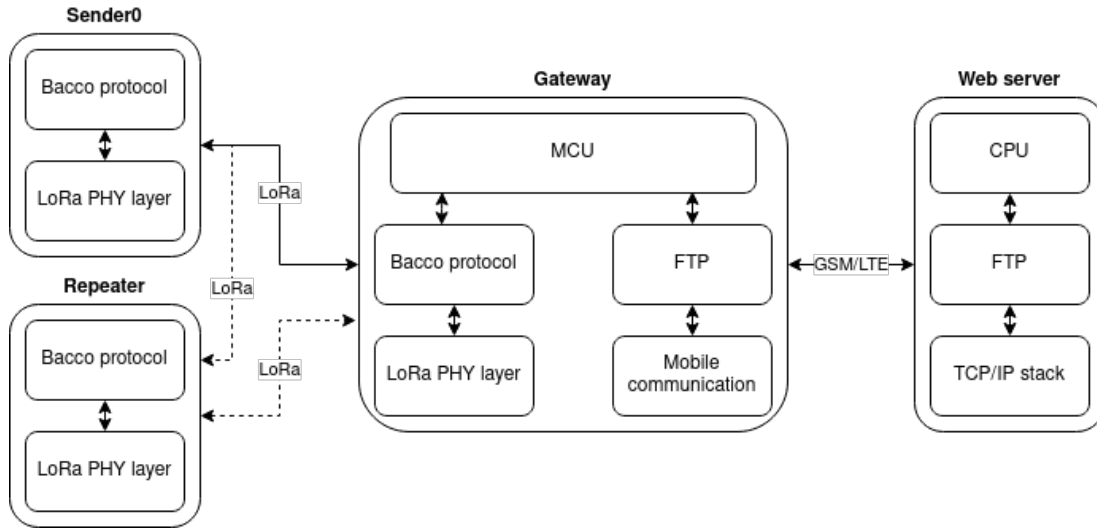 Sender0
Bacco protocol
LoRa PHY layer
LoRa
LoRa
Repeater
Bacco protocol
LoRa PHY layer
LoRa
Gateway
MCU
Bacco protocol
FTP
LoRa PHY layer
Mobile
communication
GSM/LTE
Web server
CPU
FTP
TCP/IP stack